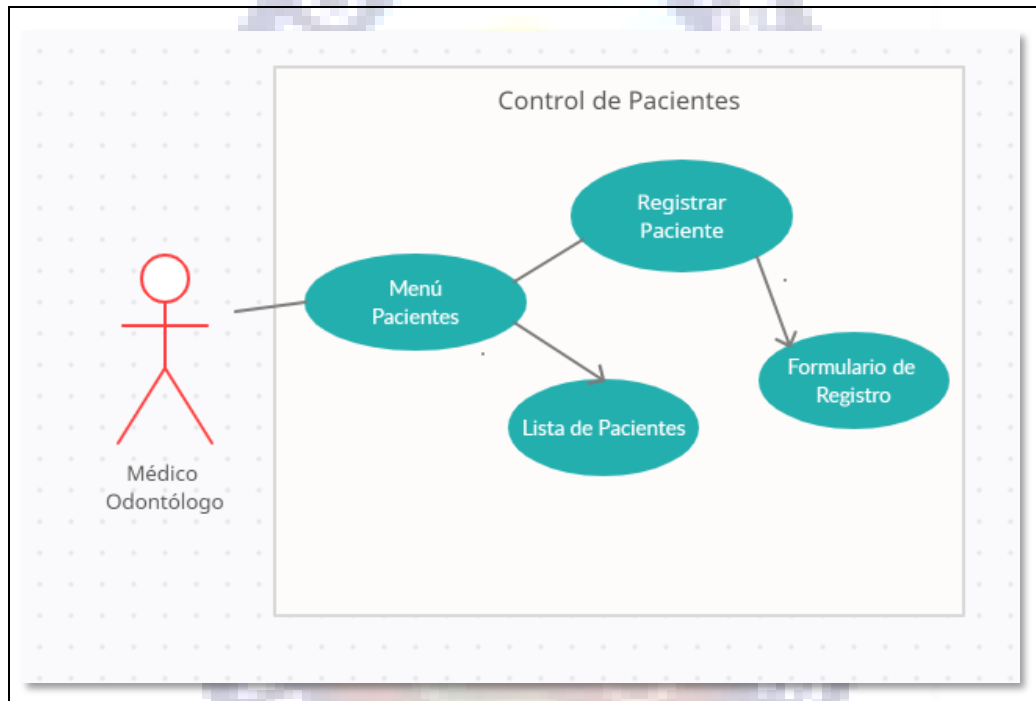 Control de Pacientes
Registrar
Paciente
Menú
Pacientes
Formulario de
Registro
Lista de Pacientes
Médico
Odontólogo